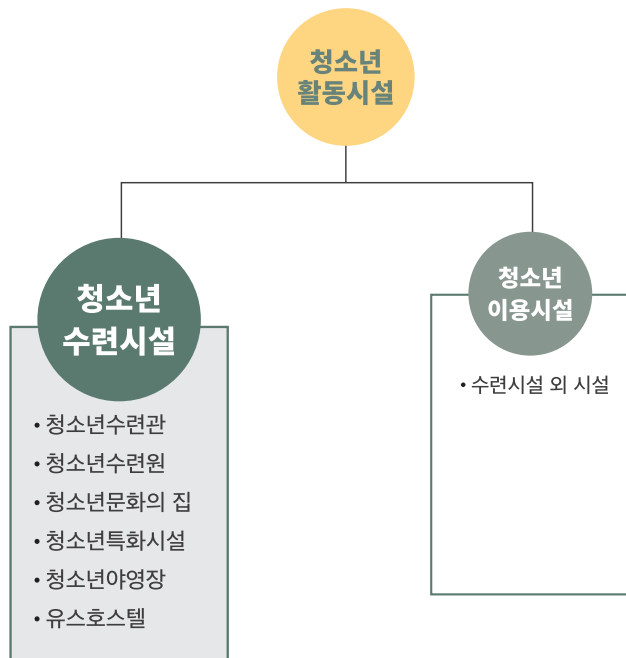 청소년
활동시설
청소년
수련시설
• 청소년수련관
• 청소년수련원
• 청소년문화의 집
• 청소년특화시설
• 청소년야영장
• 유스호스텔
청소년
이용시설
• 수련시설 외 시설